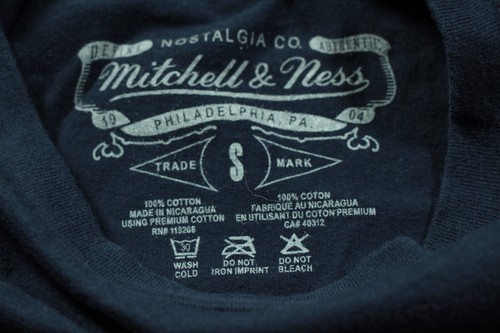 NOSTALGIA CO.
DEFINE AUTHENTIC
Mitchell & Ness
19 PHILADELPHIA, PA. 04
TRADE S MARK
100% COTTON
MADE IN NICARAGUA
USING PREMIUM COTTON
RN# 113268
100% COTON
FABRIQUÉ AU NICARAGUA
EN UTILISANT DU COTON PREMIUM
CA# 40312
30
WASH
COLD
DO NOT
IRON IMPRINT
DO NOT
BLEACH